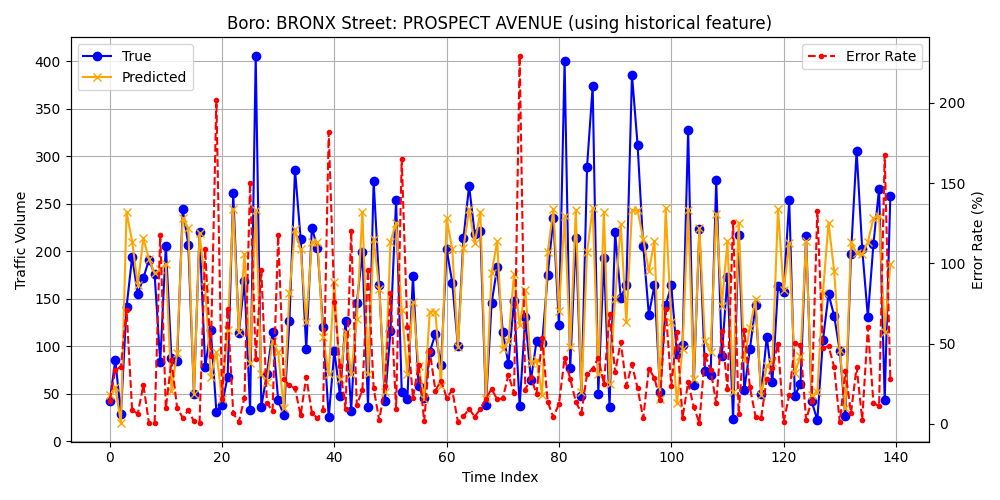 Boro: BRONX Street: PROSPECT AVENUE (using historical feature)
True
Predicted
Error Rate
400
350
300
250
200
150
100
50
0
Traffic Volume
200
150
100
50
0
Error Rate (%)
0 20 40 60 80 100 120 140
Time Index